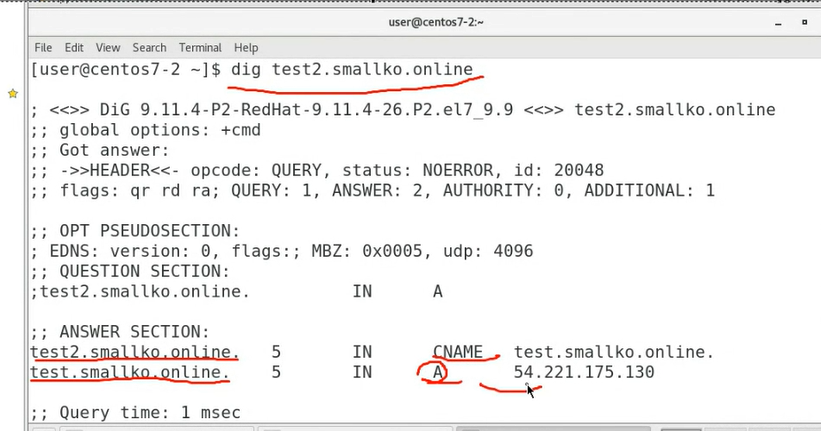 user@centos7-2:~
File Edit View Search Terminal Help
[user@centos7-2 ~]$ dig test2.smallko.online
; <<>> DiG 9.11.4-P2-RedHat-9.11.4-26.P2.el7_9.9 <<>> test2.smallko.online
;; global options: +cmd
;; Got answer:
;; ->>HEADER<<- opcode: QUERY, status: NOERROR, id: 20048
;; flags: qr rd ra; QUERY: 1, ANSWER: 2, AUTHORITY: 0, ADDITIONAL: 1
;; OPT PSEUDOSECTION:
; EDNS: version: 0, flags:; MBZ: 0x0005, udp: 4096
;; QUESTION SECTION:
;test2.smallko.online. IN A
;; ANSWER SECTION:
test2.smallko.online. 5 IN CNAME test.smallko.online.
test.smallko.online. 5 IN A 54.221.175.130
;; Query time: 1 msec